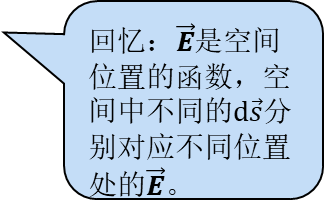 回忆：E⃗是空间
位置的函数，空
间中不同的ds⃗分
别对应不同位置
处的E⃗。